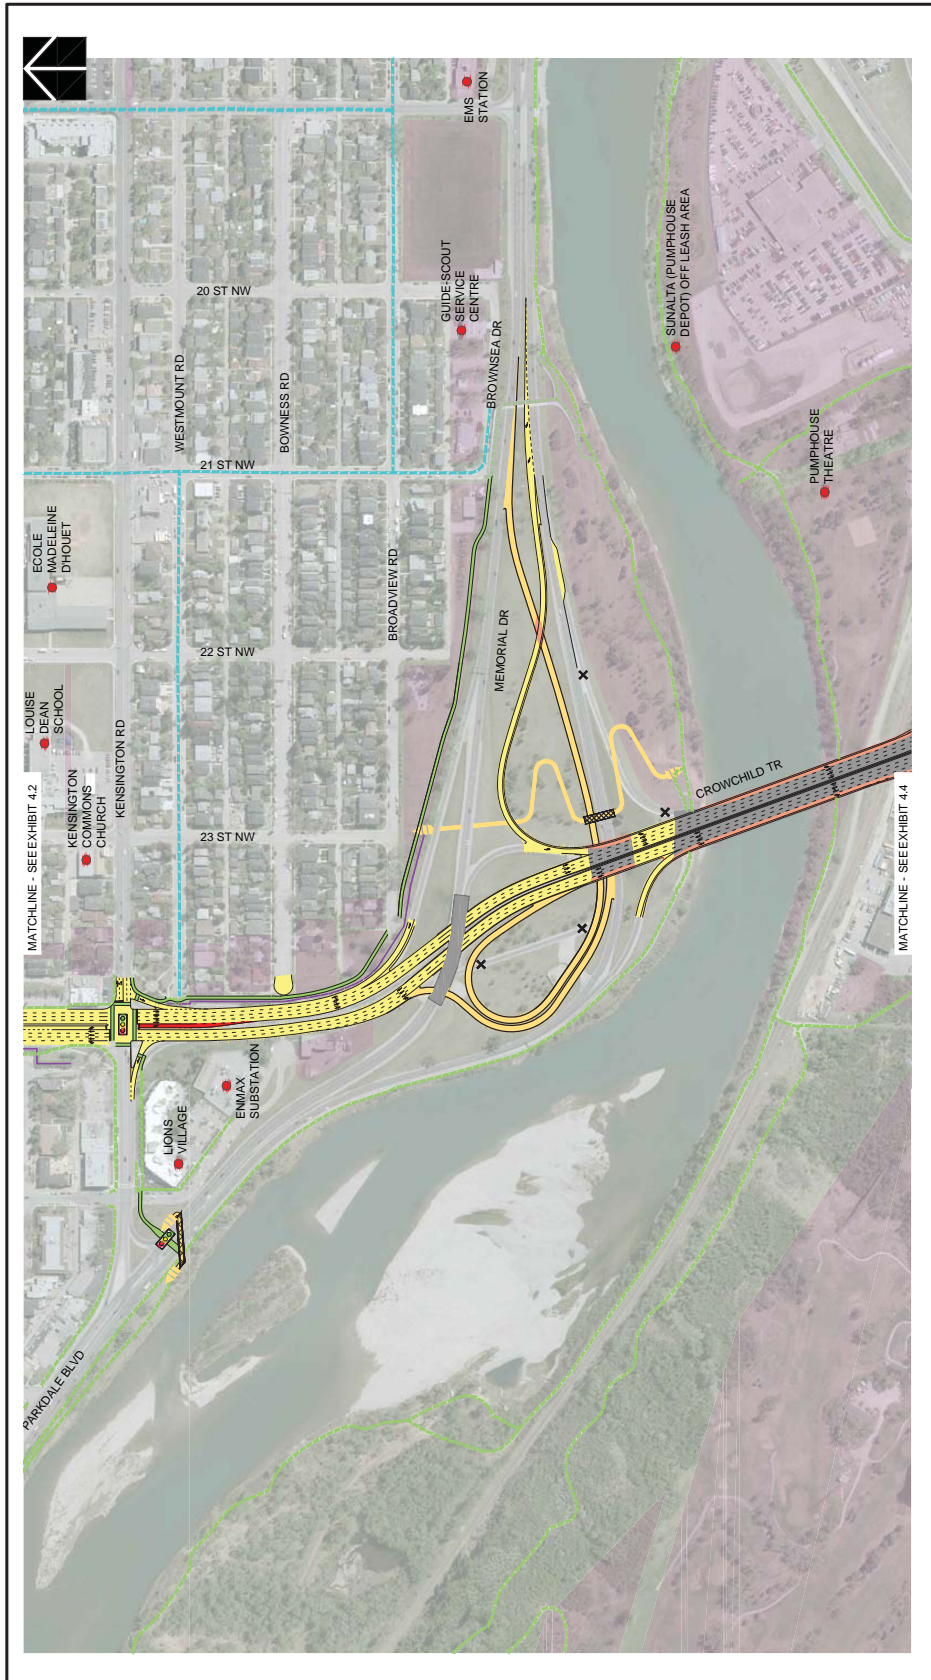 EMS
STATION
20 ST NW
GUIDE-SCOUT
SERVICE
CENTRE
SUNALTA (PUMPHOUSE
DEPOT) OFF LEASH AREA
WESTMOUNT RD
BOWNESS RD
BROWNSEA DR
21 ST NW
PUMPHOUSE
THEATRE
ECOLE
MADELEINE
D'HOUET
BROADVIEW RD
22 ST NW
MEMORIAL DR
LOUISE
DEAN
SCHOOL
KENSINGTON RD
KENSINGTON
COMMONS
CHURCH
23 ST NW
CROWCHILD TR
MATCHLINE - SEE EXHIBIT 4.2
MATCHLINE - SEE EXHIBIT 4.4
ENMAX
SUBSTATION
LIONS
VILLAGE
PARKDALE BLVD